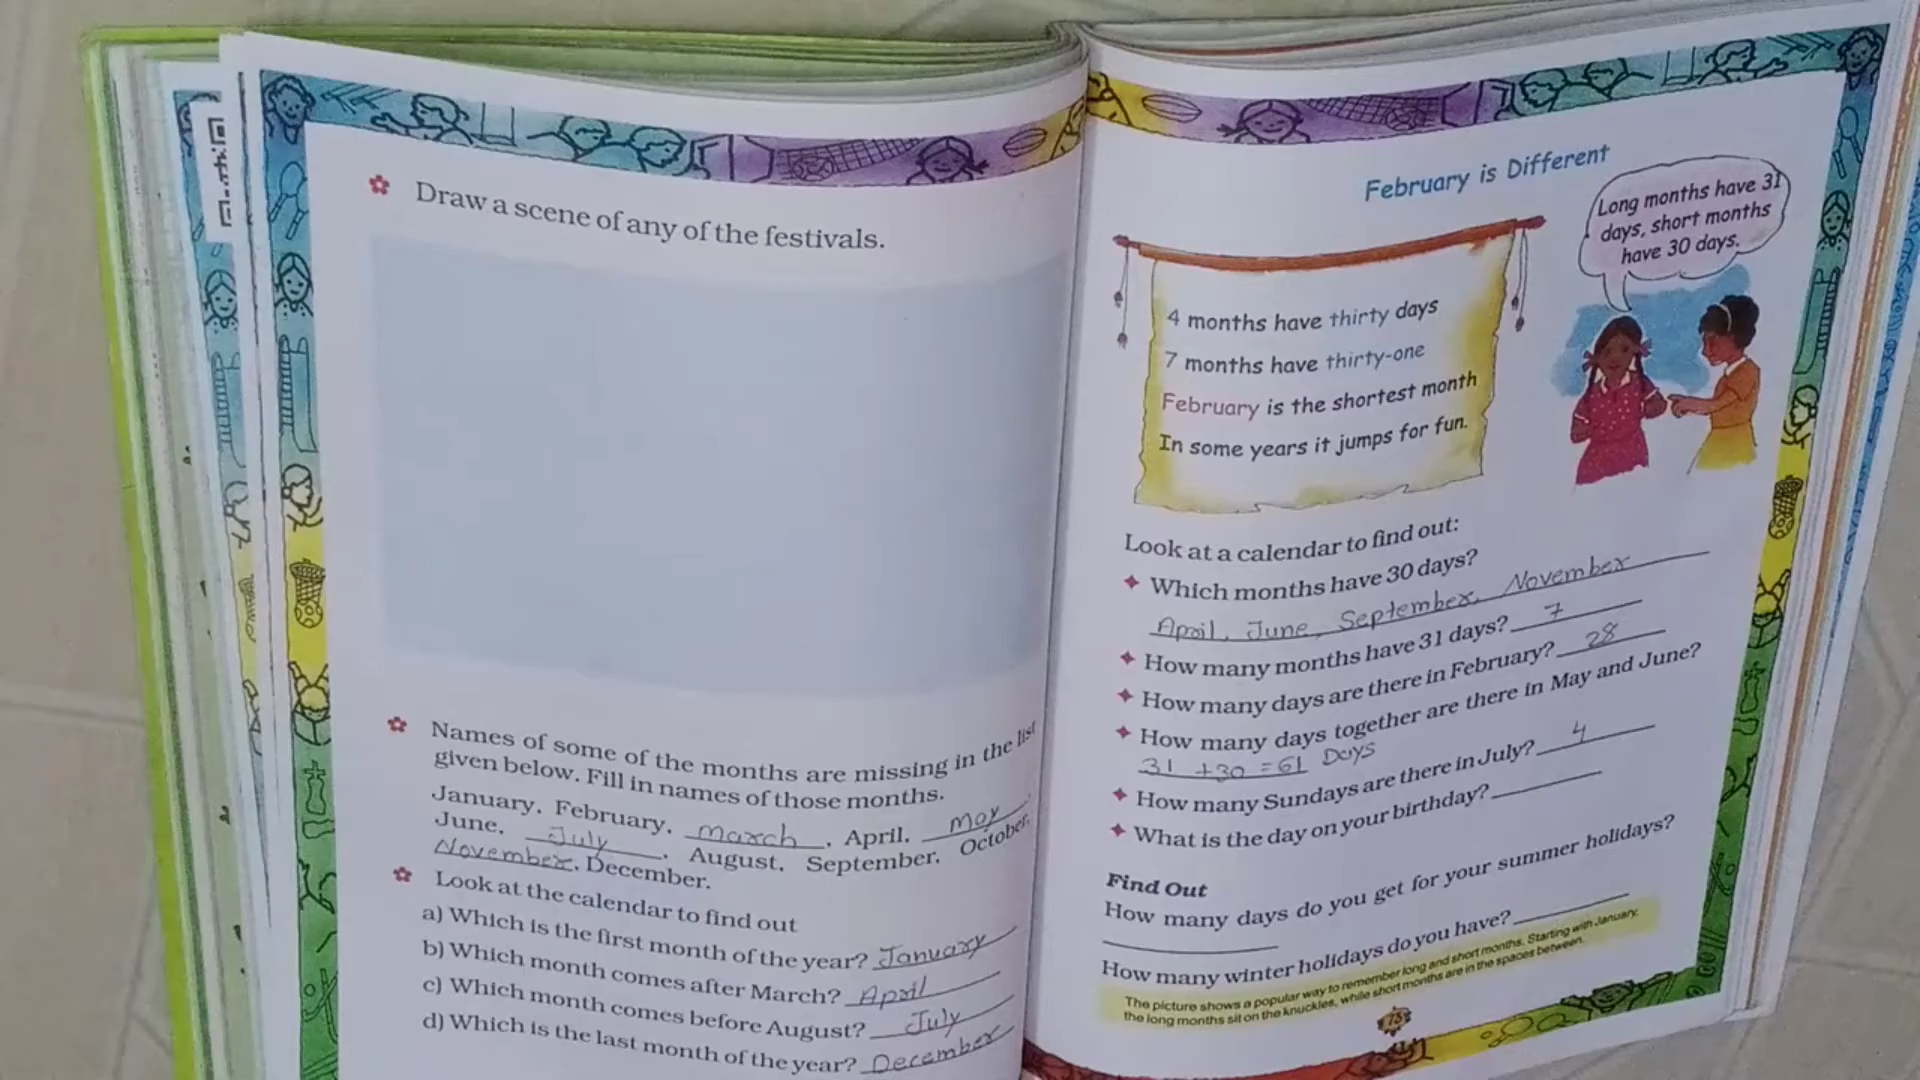 Draw a scene of any of the festivals.
Names of some of the months are missing in the list
given below. Fill in names of those months.
January, February, march, April, may,
June, July, August, September, October,
November, December.
Look at the calendar to find out
a) Which is the first month of the year? January
b) Which month comes after March? April
c) Which month comes before August? July
d) Which is the last month of the year? December
February is Different
Long months have 31
days, short months
have 30 days.
4 months have thirty days
7 months have thirty-one
February is the shortest month
In some years it jumps for fun.
Look at a calendar to find out:
Which months have 30 days?
April, June, September, November
How many months have 31 days? 7
How many days are there in February? 28
How many days together are there in May and June?
31 +30 = 61 Days
How many Sundays are there in July? 4
What is the day on your birthday?
Find Out
How many days do you get for your summer holidays?
How many winter holidays do you have?
The picture shows a popular way to remember long and short months. Starting with January,
the long months sit on the knuckles, while short months are in the spaces between.
75